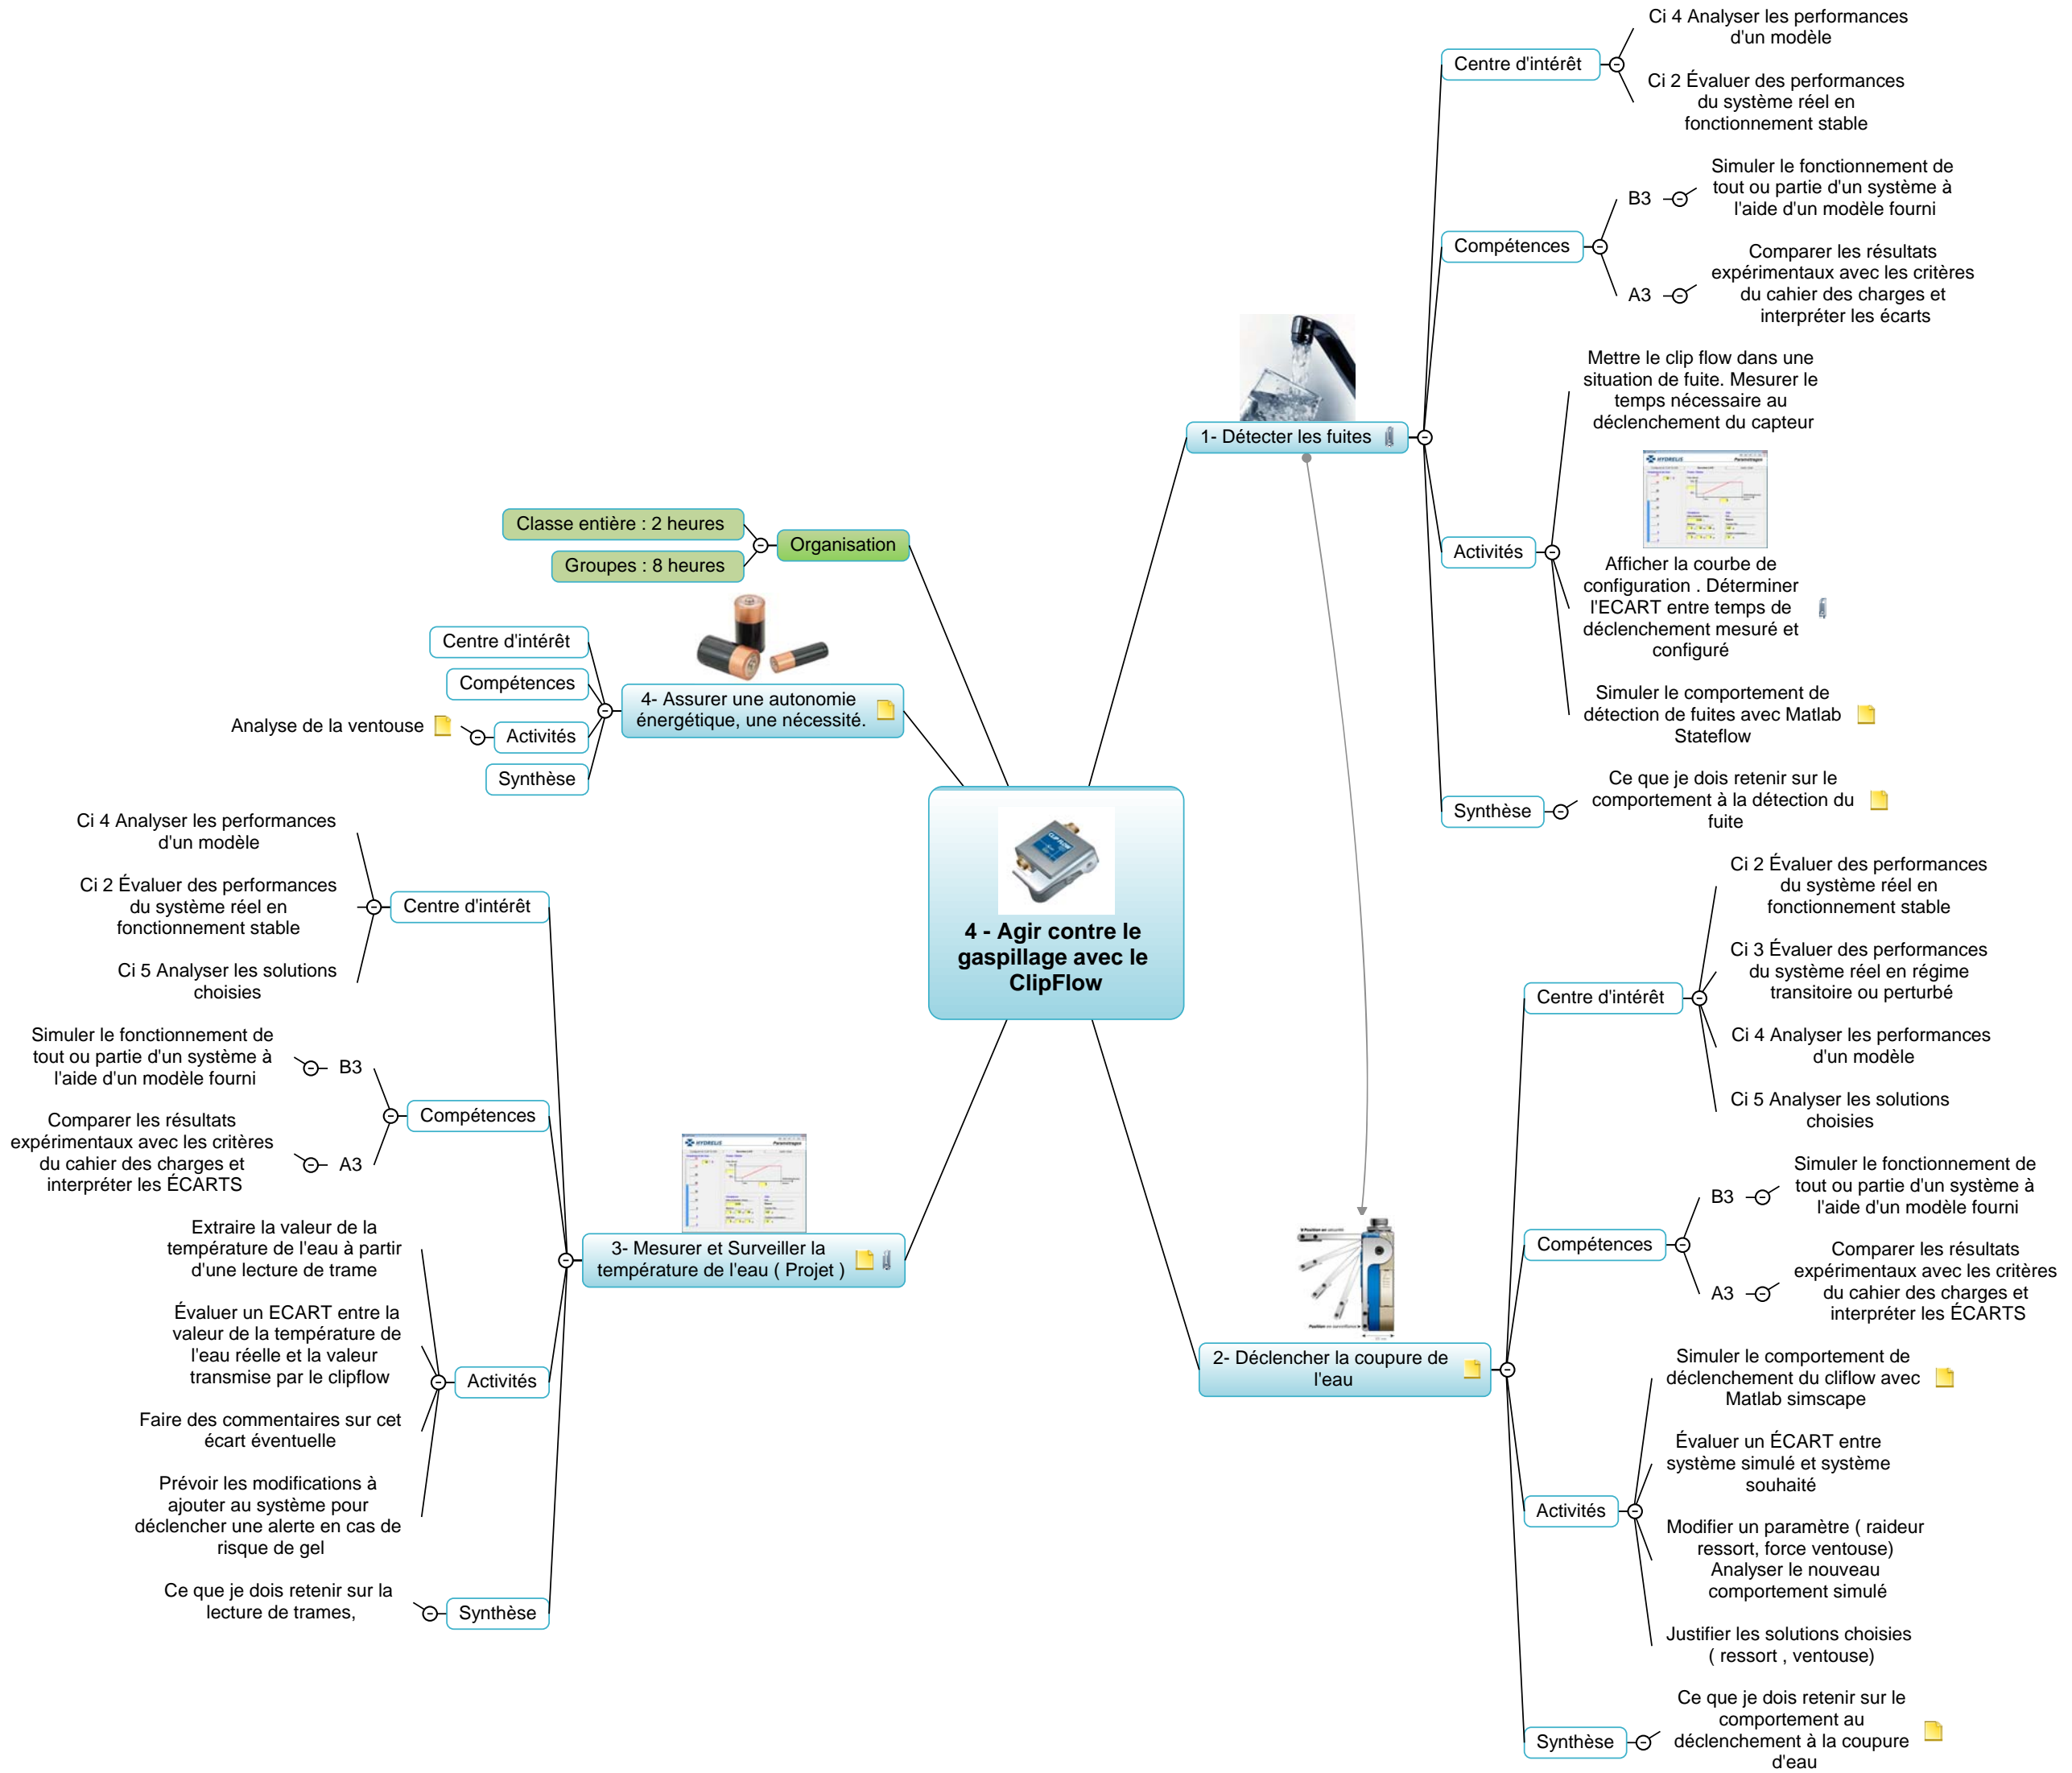 4 - Agir contre le
gaspillage avec le
ClipFlow
1- Détecter les fuites
Centre d'intérêt
Ci 4 Analyser les performances
d'un modèle
Ci 2 Évaluer des performances
du système réel en
fonctionnement stable
Compétences
B3
Simuler le fonctionnement de
tout ou partie d'un système à
l'aide d'un modèle fourni
A3
Comparer les résultats
expérimentaux avec les critères
du cahier des charges et
interpréter les écarts
Activités
Mettre le clip flow dans une
situation de fuite. Mesurer le
temps nécessaire au
déclenchement du capteur
HYDRELIS
Paramétrages
Afficher la courbe de
configuration . Déterminer
l'ECART entre temps de
déclenchement mesuré et
configuré
Simuler le comportement de
détection de fuites avec Matlab
Stateflow
Synthèse
Ce que je dois retenir sur le
comportement à la détection du
fuite
2- Déclencher la coupure de
l'eau
Position en sécurité
Position en surveillance
Centre d'intérêt
Ci 2 Évaluer des performances
du système réel en
fonctionnement stable
Ci 3 Évaluer des performances
du système réel en régime
transitoire ou perturbé
Ci 4 Analyser les performances
d'un modèle
Ci 5 Analyser les solutions
choisies
Compétences
B3
Simuler le fonctionnement de
tout ou partie d'un système à
l'aide d'un modèle fourni
A3
Comparer les résultats
expérimentaux avec les critères
du cahier des charges et
interpréter les ÉCARTS
Activités
Simuler le comportement de
déclenchement du cliflow avec
Matlab simscape
Évaluer un ÉCART entre
système simulé et système
souhaité
Modifier un paramètre ( raideur
ressort, force ventouse)
Analyser le nouveau
comportement simulé
Justifier les solutions choisies
( ressort , ventouse)
Synthèse
Ce que je dois retenir sur le
comportement au
déclenchement à la coupure
d'eau
3- Mesurer et Surveiller la
température de l'eau ( Projet )
HYDRELIS
Paramétrages
Centre d'intérêt
Ci 4 Analyser les performances
d'un modèle
Ci 2 Évaluer des performances
du système réel en
fonctionnement stable
Ci 5 Analyser les solutions
choisies
Compétences
B3
Simuler le fonctionnement de
tout ou partie d'un système à
l'aide d'un modèle fourni
A3
Comparer les résultats
expérimentaux avec les critères
du cahier des charges et
interpréter les ÉCARTS
Activités
Extraire la valeur de la
température de l'eau à partir
d'une lecture de trame
Évaluer un ECART entre la
valeur de la température de
l'eau réelle et la valeur
transmise par le clipflow
Faire des commentaires sur cet
écart éventuelle
Prévoir les modifications à
ajouter au système pour
déclencher une alerte en cas de
risque de gel
Synthèse
Ce que je dois retenir sur la
lecture de trames,
4- Assurer une autonomie
énergétique, une nécessité.
Centre d'intérêt
Compétences
Activités
Analyse de la ventouse
Synthèse
Organisation
Classe entière : 2 heures
Groupes : 8 heures